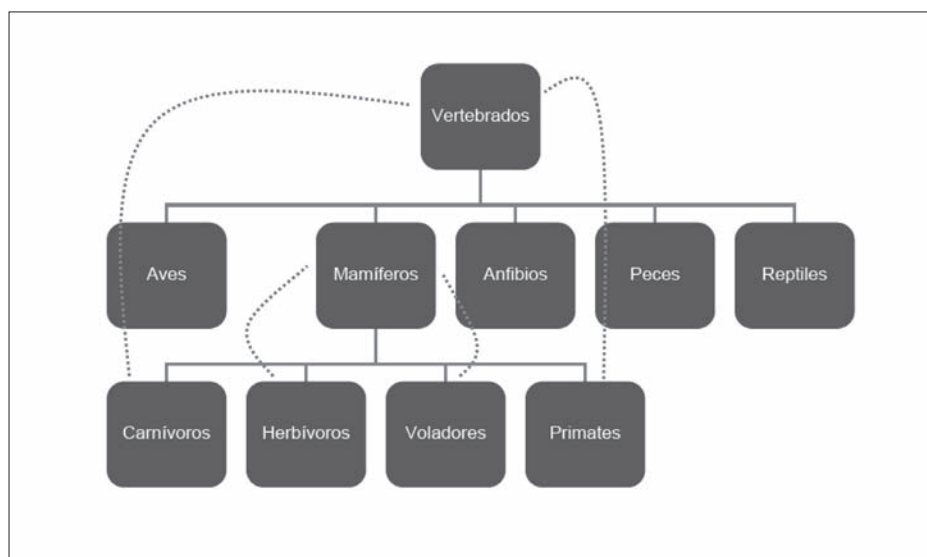 Vertebrados
Aves
Mamíferos
Anfibios
Peces
Reptiles
Carnívoros
Herbívoros
Voladores
Primates